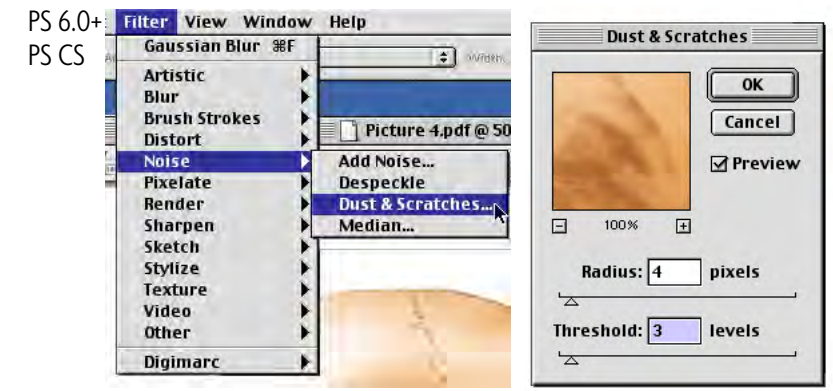 PS 6.0+
PS CS
Filter View Window Help
Gaussian Blur ⌘F
Artistic
Blur
Brush Strokes
Distort
Noise
Pixelate
Render
Sharpen
Sketch
Stylize
Texture
Video
Other
Digimarc
Width:
Picture 4.pdf @ 50
Add Noise...
Despeckle
Dust & Scratches...
Median...
Dust & Scratches
OK
Cancel
Preview
100%
Radius: 4 pixels
Threshold: 3 levels